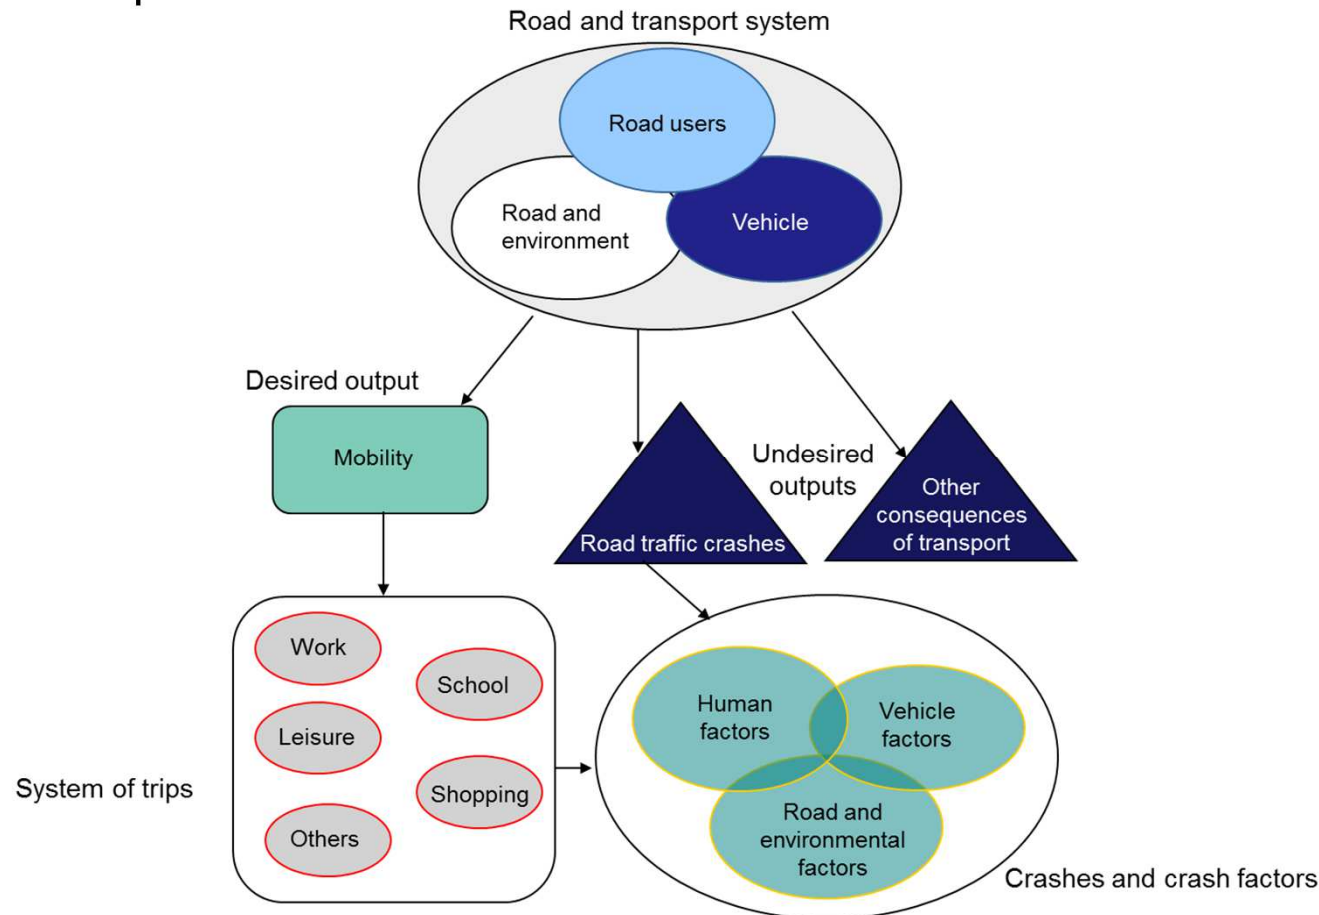 Road and transport system
Road users
Road and
environment
Vehicle
Desired output
Mobility
Undesired
outputs
Road traffic crashes
Other
consequences
of transport
System of trips
Work
School
Leisure
Shopping
Others
Human
factors
Vehicle
factors
Road and
environmental
factors
Crashes and crash factors